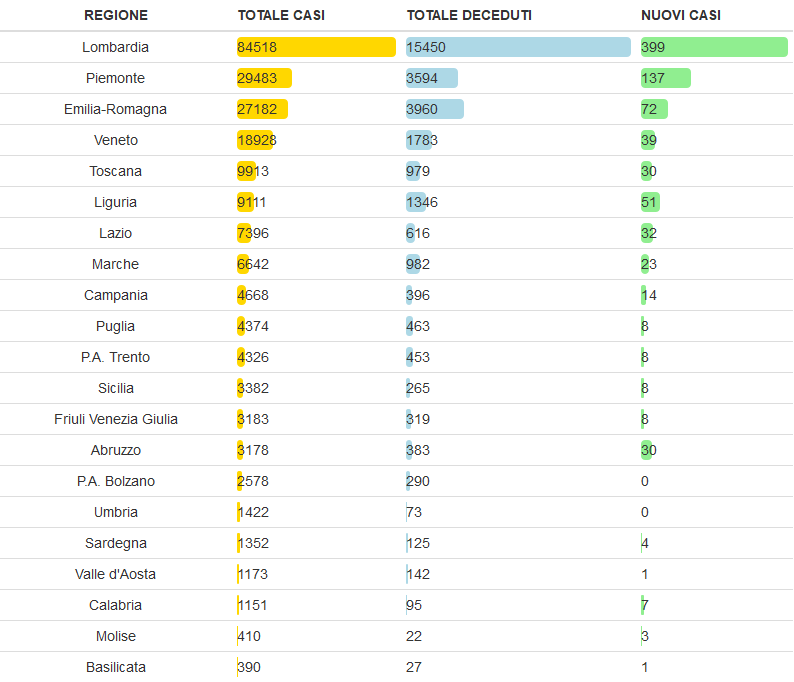 REGIONE TOTALE CASI TOTALE DECEDUTI NUOVI CASI
Lombardia 84518 15450 399
Piemonte 29483 3594 137
Emilia-Romagna 27182 3960 72
Veneto 18928 1783 39
Toscana 9913 979 30
Liguria 9111 1346 51
Lazio 7396 616 32
Marche 6642 982 23
Campania 4668 396 14
Puglia 4374 463 8
P.A. Trento 4326 453 8
Sicilia 3382 265 8
Friuli Venezia Giulia 3183 319 8
Abruzzo 3178 383 30
P.A. Bolzano 2578 290 0
Umbria 1422 73 0
Sardegna 1352 125 4
Valle d'Aosta 1173 142 1
Calabria 1151 95 7
Molise 410 22 3
Basilicata 390 27 1